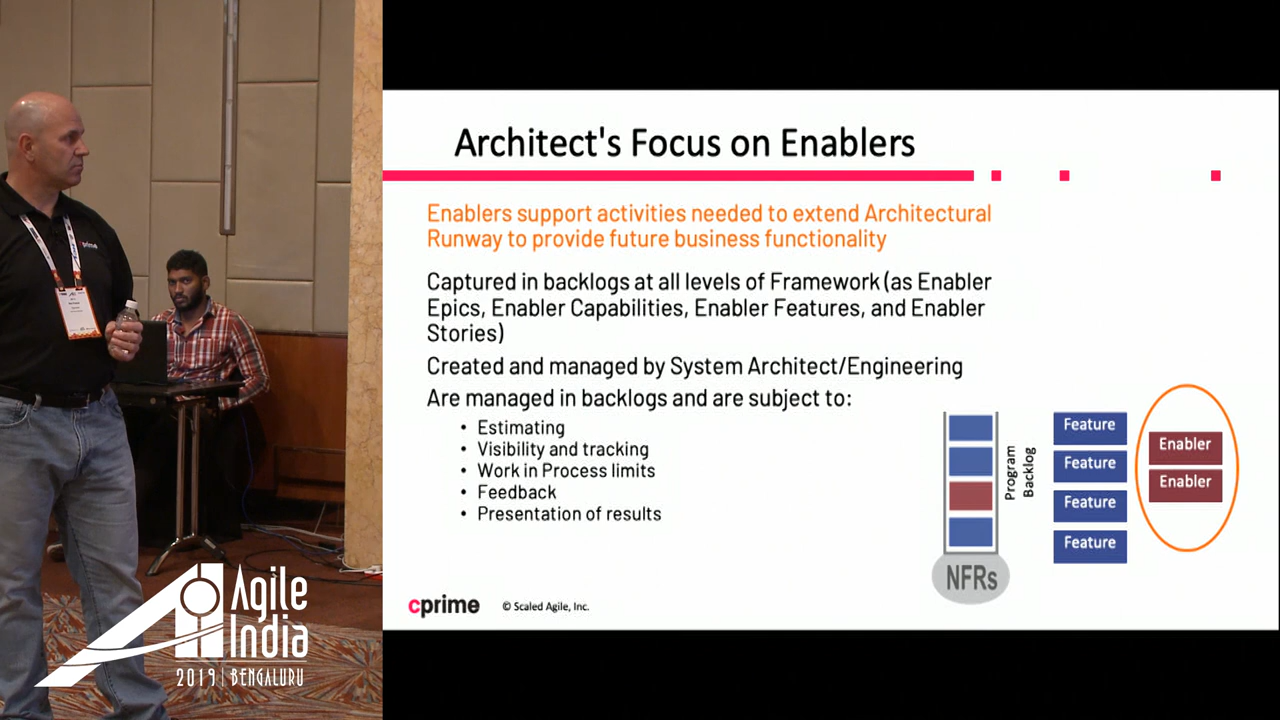 Architect's Focus on Enablers
Enablers support activities needed to extend Architectural
Runway to provide future business functionality
Captured in backlogs at all levels of Framework (as Enabler
Epics, Enabler Capabilities, Enabler Features, and Enabler
Stories)
Created and managed by System Architect/Engineering
Are managed in backlogs and are subject to:
• Estimating
• Visibility and tracking
• Work in Process limits
• Feedback
• Presentation of results
Program
Backlog
NFRs
Feature
Feature
Feature
Feature
Enabler
Enabler
cprime
© Scaled Agile, Inc.
cprime
Agile
India
2019 | BENGALURU